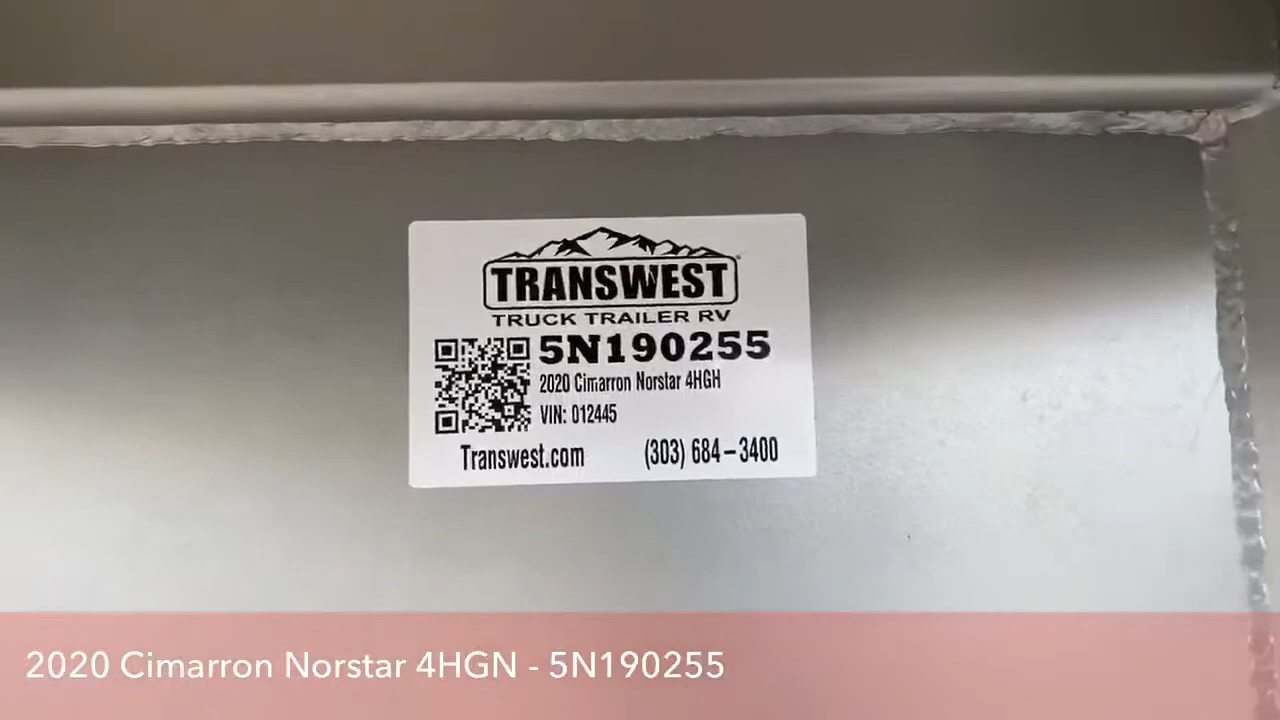 TRANSWEST
TRUCK TRAILER RV
5N190255
2020 Cimarron Norstar 4HGH
VIN: 012445
Transwest.com (303) 684-3400
2020 Cimarron Norstar 4HGN - 5N190255